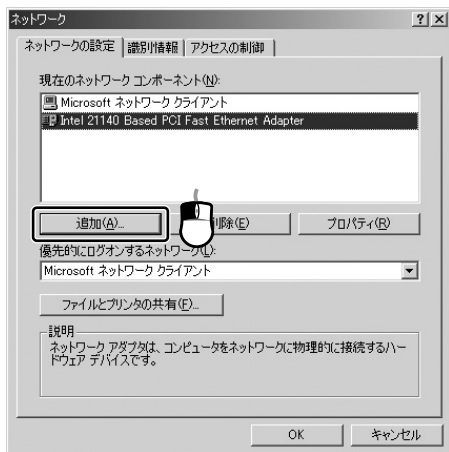 ネットワーク
ネットワークの設定 識別情報 アクセスの制御
現在のネットワーク コンポーネント(N):
Microsoft ネットワーク クライアント
Intel 21140 Based PCI Fast Ethernet Adapter
追加(A)... 削除(E) プロパティ(R)
優先的にログオンするネットワーク(L):
Microsoft ネットワーク クライアント
ファイルとプリンタの共有(F)...
説明
ネットワーク アダプタは、コンピュータをネットワークに物理的に接続するハー
ドウェア デバイスです。
OK キャンセル